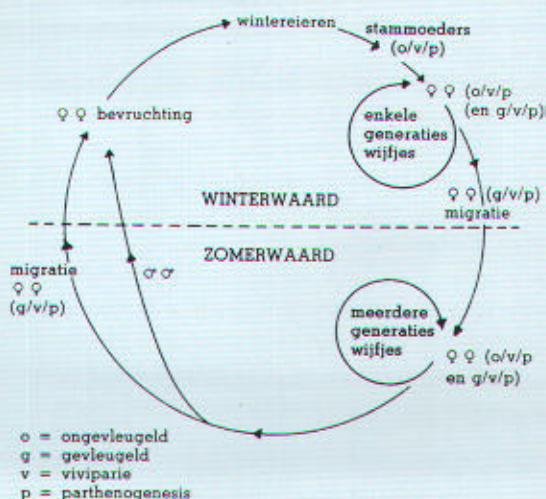 wintereieren
stammoeders
(o/v/p)
♀ ♀ (o/v/p
(en g/v/p))
♀ ♀ bevruchting
enkele
generaties
wijfjes
WINTERWAARD
♀ ♀ (g/v/p)
migratie
ZOMERWAARD
migratie
♀ ♀
(g/v/p)
♂♂
meerdere
generaties
wijfjes
♀ ♀ (o/v/p
en g/v/p)
o = ongevleugeld
g = gevleugeld
v = viviparie
p = parthenogenesis